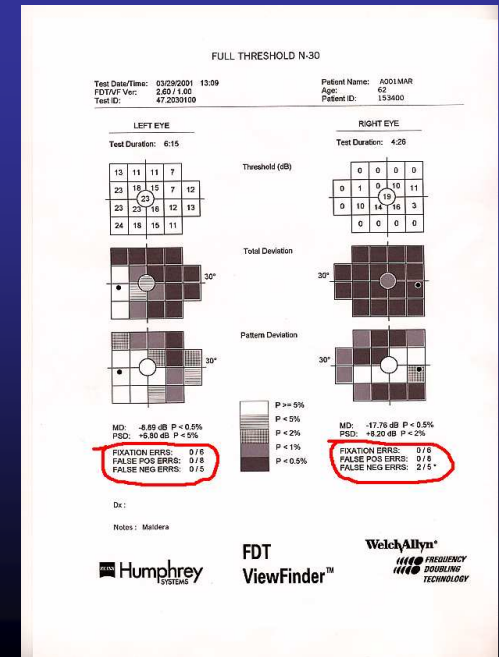 FULL THRESHOLD N-30
Test Date/Time: 03/29/2001 13:09
FDT/VF Ver: 2.60 / 1.00
Test ID: 47.2030100
Patient Name: A001MAR
Age: 62
Patient ID: 153400
LEFT EYE
Test Duration: 6:15
RIGHT EYE
Test Duration: 4:26
Threshold (dB)
13 11 11 7
23 18 15 7 12
23
23 23 16 12 13
24 18 15 11
0 0 0 0
0 1 0 10 11
19
0 10 14 16 3
0 0 0 0
Total Deviation
30°
30°
Pattern Deviation
30°
30°
P >= 5%
P < 5%
P < 2%
P < 1%
P < 0.5%
MD: dB P < 0.5%
PSD: +6.80 dB P < 5%
FIXATION ERRS: 0 / 6
FALSE POS ERRS: 0 / 8
FALSE NEG ERRS: 0 / 5
MD: -17.76 dB P < 0.5%
PSD: +8.20 dB P < 2%
FIXATION ERRS: 0 / 6
FALSE POS ERRS: 0 / 8
FALSE NEG ERRS: 2 / 5 *
Dx :
Notes : Maldera
ZEISS Humphrey
SYSTEMS
FDT
ViewFinder™
WelchAllyn®
FREQUENCY
DOUBLING
TECHNOLOGY